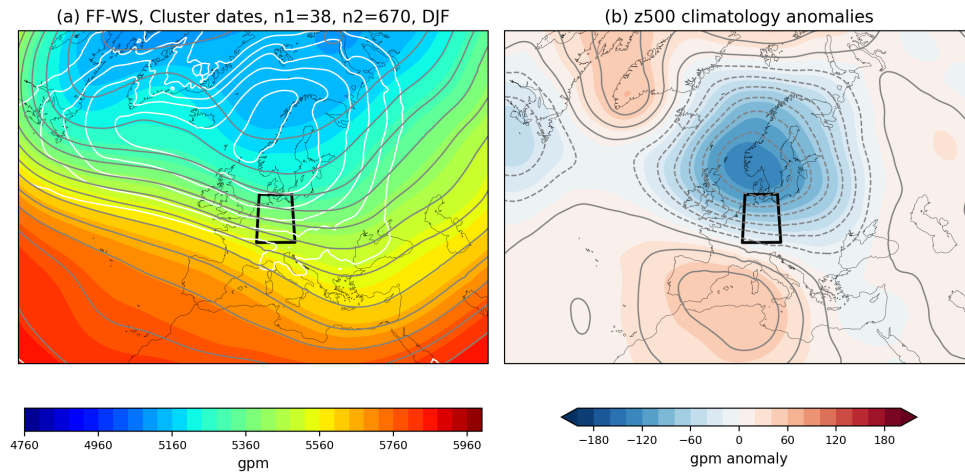 (a) FF-WS, Cluster dates, n1=38, n2=670, DJF
(b) z500 climatology anomalies
4760 4960 5160 5360 5560 5760 5960
gpm
−180 −120 −60 0 60 120 180
gpm anomaly